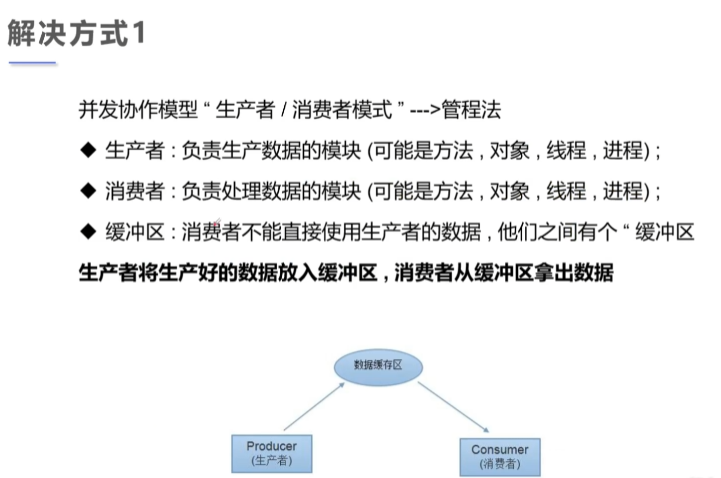 解决方式1
并发协作模型 “ 生产者 / 消费者模式 ” --->管程法
◆ 生产者 : 负责生产数据的模块 (可能是方法 , 对象 , 线程 , 进程) ;
◆ 消费者 : 负责处理数据的模块 (可能是方法 , 对象 , 线程 , 进程) ;
◆ 缓冲区 : 消费者不能直接使用生产者的数据 , 他们之间有个 “ 缓冲区
生产者将生产好的数据放入缓冲区 , 消费者从缓冲区拿出数据
数据缓存区
Producer
(生产者)
Consumer
(消费者)